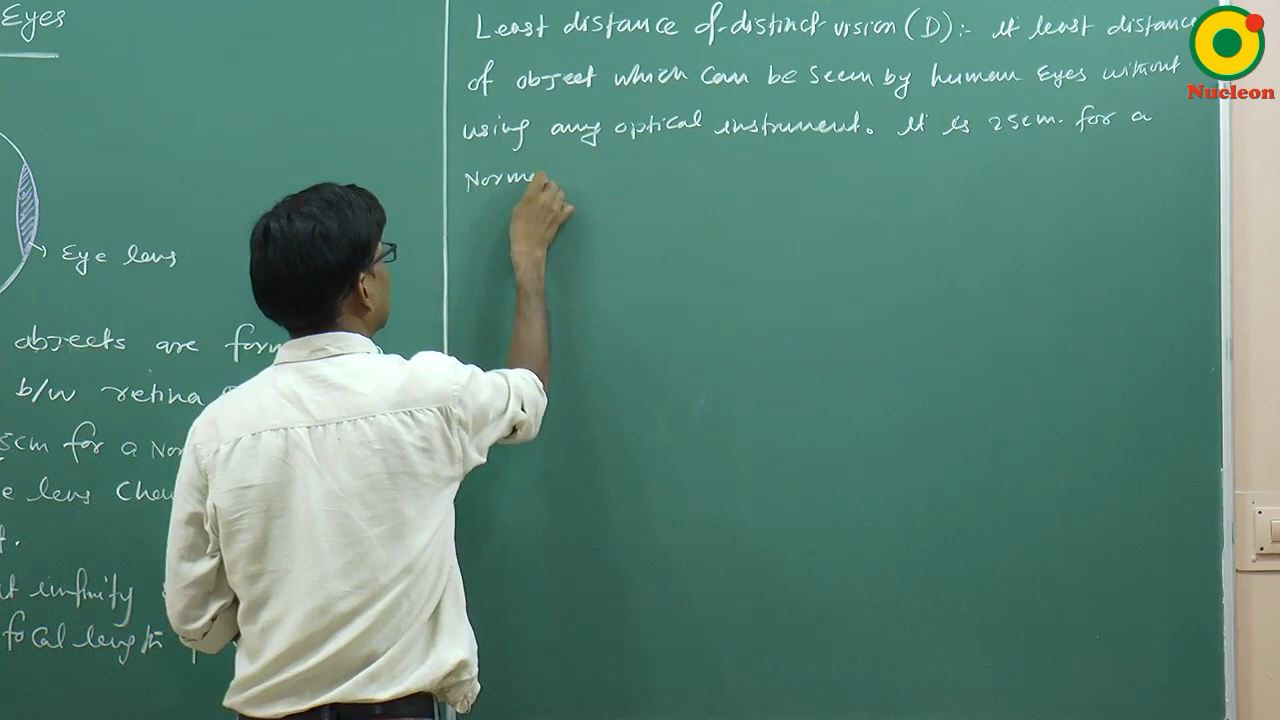 Eyes
Eye lens
objects are form
b/w retina
5cm for a Nor
e lens Chan
t.
at infinity
focal length
Least distance of distinct vision (D):- it least distance
of object which can be seen by human Eyes without
using any optical instrument. It is 25cm. for a
Norma
Nucleon